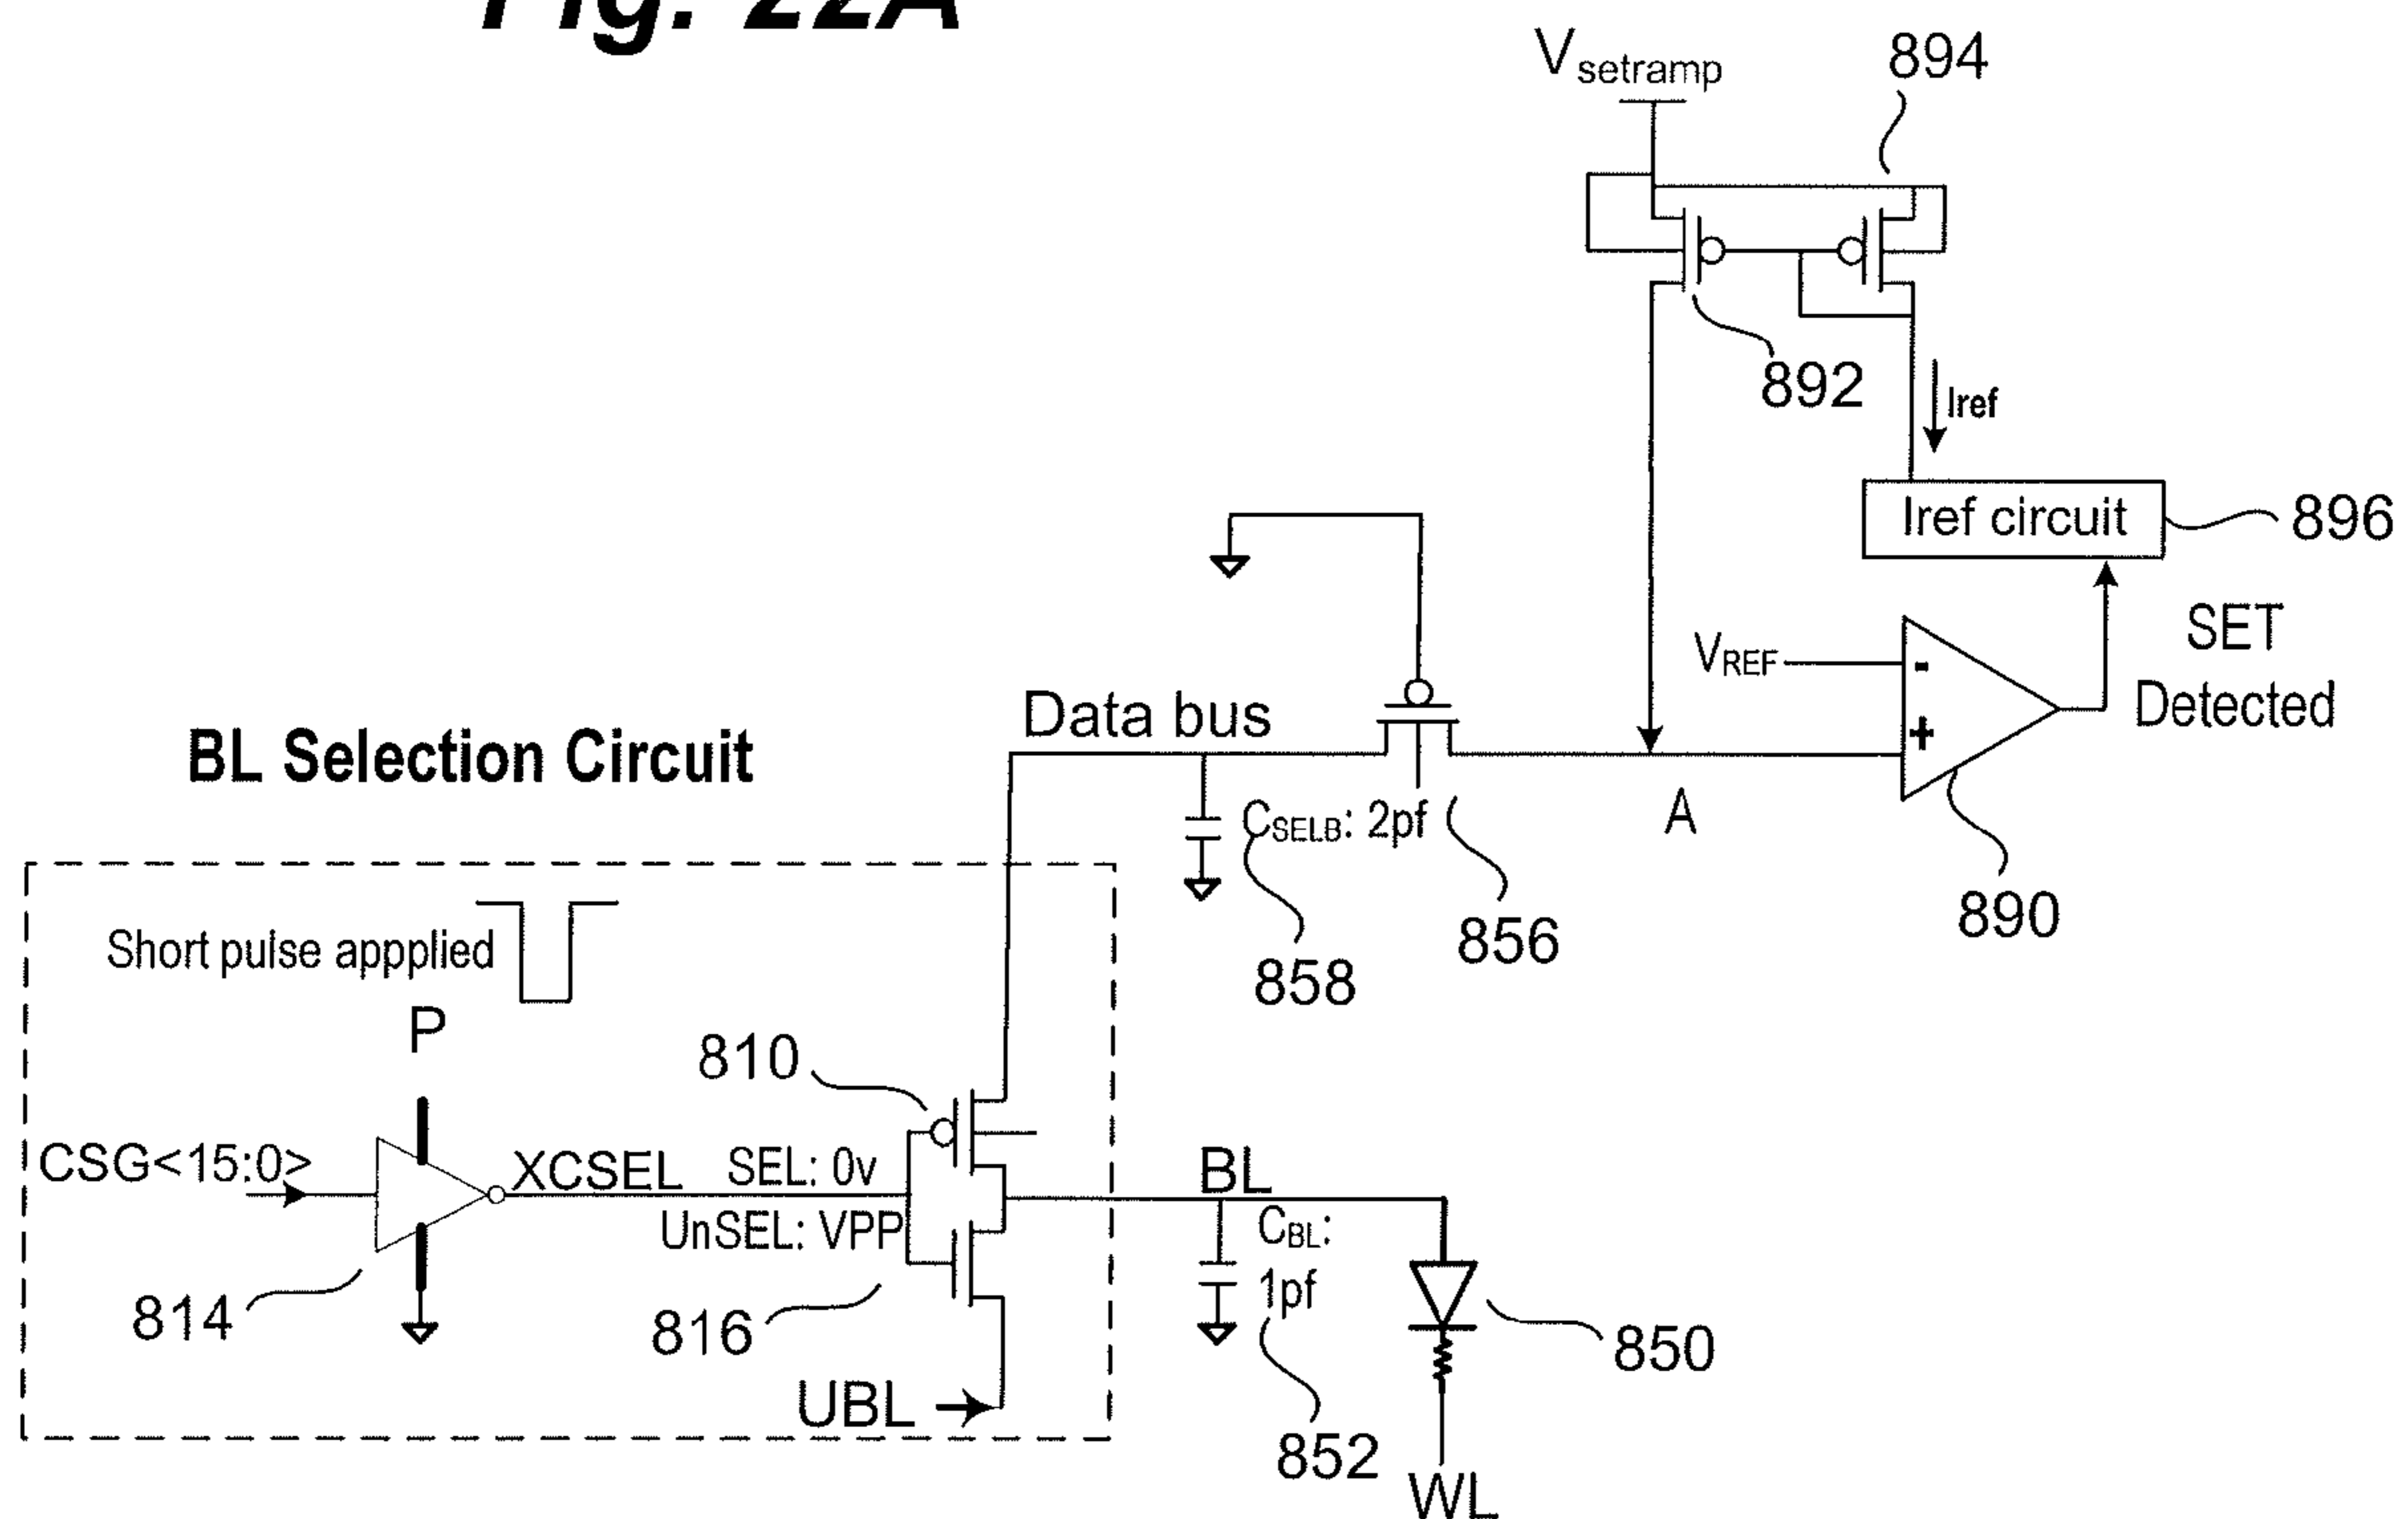 Fig. 22A
Vsetramp
894
892
Iref
Iref circuit
896
VREF
-
+
SET
Detected
Data bus
A
CSELB: 2pf
890
856
858
BL Selection Circuit
Short pulse appplied
P
810
CSG<15:0>
XCSEL
SEL: 0v
UnSEL: VPP
814
816
UBL
BL
CBL:
1pf
850
852
WL